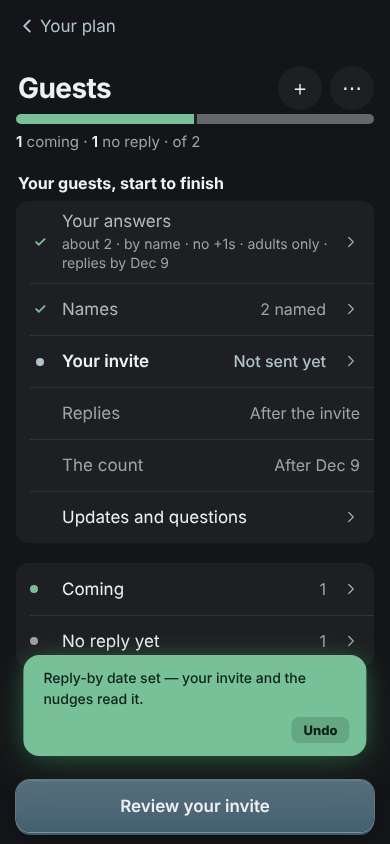 Your plan
Guests
+ ···
1 coming · 1 no reply · of 2
Your guests, start to finish
Your answers
about 2 · by name · no +1s · adults only ·
replies by Dec 9
Names 2 named
Your invite Not sent yet
Replies After the invite
The count After Dec 9
Updates and questions
Coming 1
No reply yet 1
Reply-by date set — your invite and the
nudges read it.
Undo
Review your invite